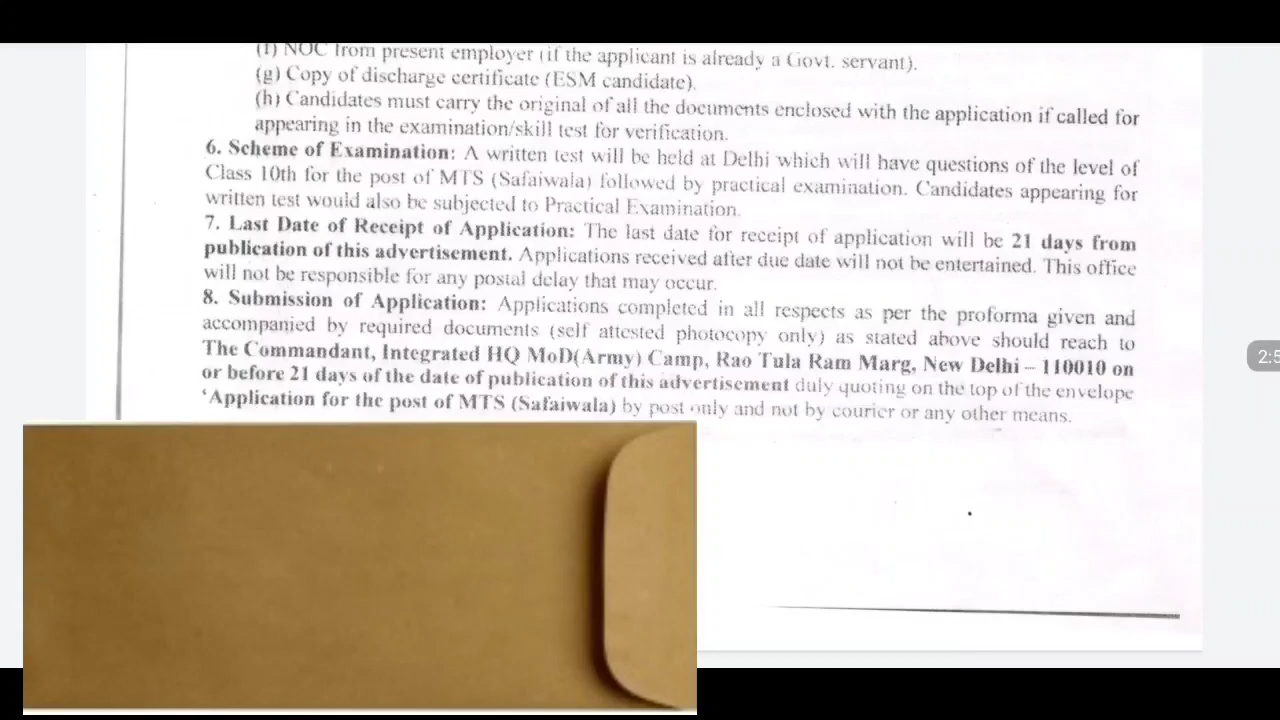 (f) NOC from present employer (if the applicant is already a Govt. servant).
(g) Copy of discharge certificate (ESM candidate).
(h) Candidates must carry the original of all the documents enclosed with the application if called for
appearing in the examination/skill test for verification.
6. Scheme of Examination: A written test will be held at Delhi which will have questions of the level of
Class 10th for the post of MTS (Safaiwala) followed by practical examination. Candidates appearing for
written test would also be subjected to Practical Examination.
7. Last Date of Receipt of Application: The last date for receipt of application will be 21 days from
publication of this advertisement. Applications received after due date will not be entertained. This office
will not be responsible for any postal delay that may occur.
8. Submission of Application: Applications completed in all respects as per the proforma given and
accompanied by required documents (self attested photocopy only) as stated above should reach to
The Commandant, Integrated HQ MoD(Army) Camp, Rao Tula Ram Marg, New Delhi – 110010 on
or before 21 days of the date of publication of this advertisement duly quoting on the top of the envelope
‘Application for the post of MTS (Safaiwala) by post only and not by courier or any other means.